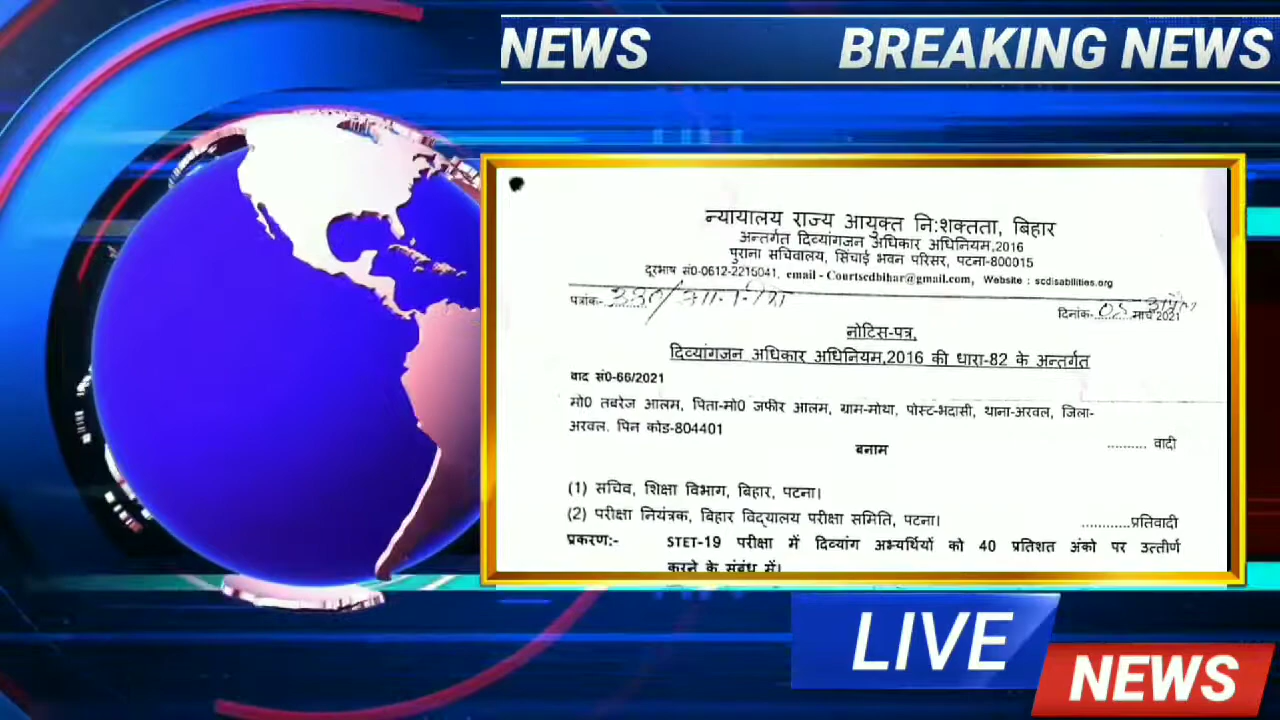 NEWS BREAKING NEWS
न्यायालय राज्य आयुक्त नि:शक्तता, बिहार
अन्तर्गत दिव्यांगजन अधिकार अधिनियम,2016
पुराना सचिवालय, सिंचाई भवन परिसर, पटना-800015
दूरभाष सं0-0612-2215041, email - Courtscdbihar@gmail.com, Website : scdisabilities.org
पत्रांक-
दिनांक- 05 मार्च 2021
नोटिस-पत्र,
दिव्यांगजन अधिकार अधिनियम,2016 की धारा-82 के अन्तर्गत
वाद सं0-66/2021
मो0 तबरेज आलम, पिता-मो0 जफीर आलम, ग्राम-मोथा, पोस्ट-भदासी, थाना-अरवल, जिला-
अरवल. पिन कोड-804401
.......... वादी
बनाम
(1) सचिव, शिक्षा विभाग, बिहार, पटना।
(2) परीक्षा नियंत्रक, बिहार विद्यालय परीक्षा समिति, पटना।
............प्रतिवादी
प्रकरण:- STET-19 परीक्षा में दिव्यांग अभ्यर्थियों को 40 प्रतिशत अंको पर उत्तीर्ण
करने के संबंध में।
LIVE
NEWS